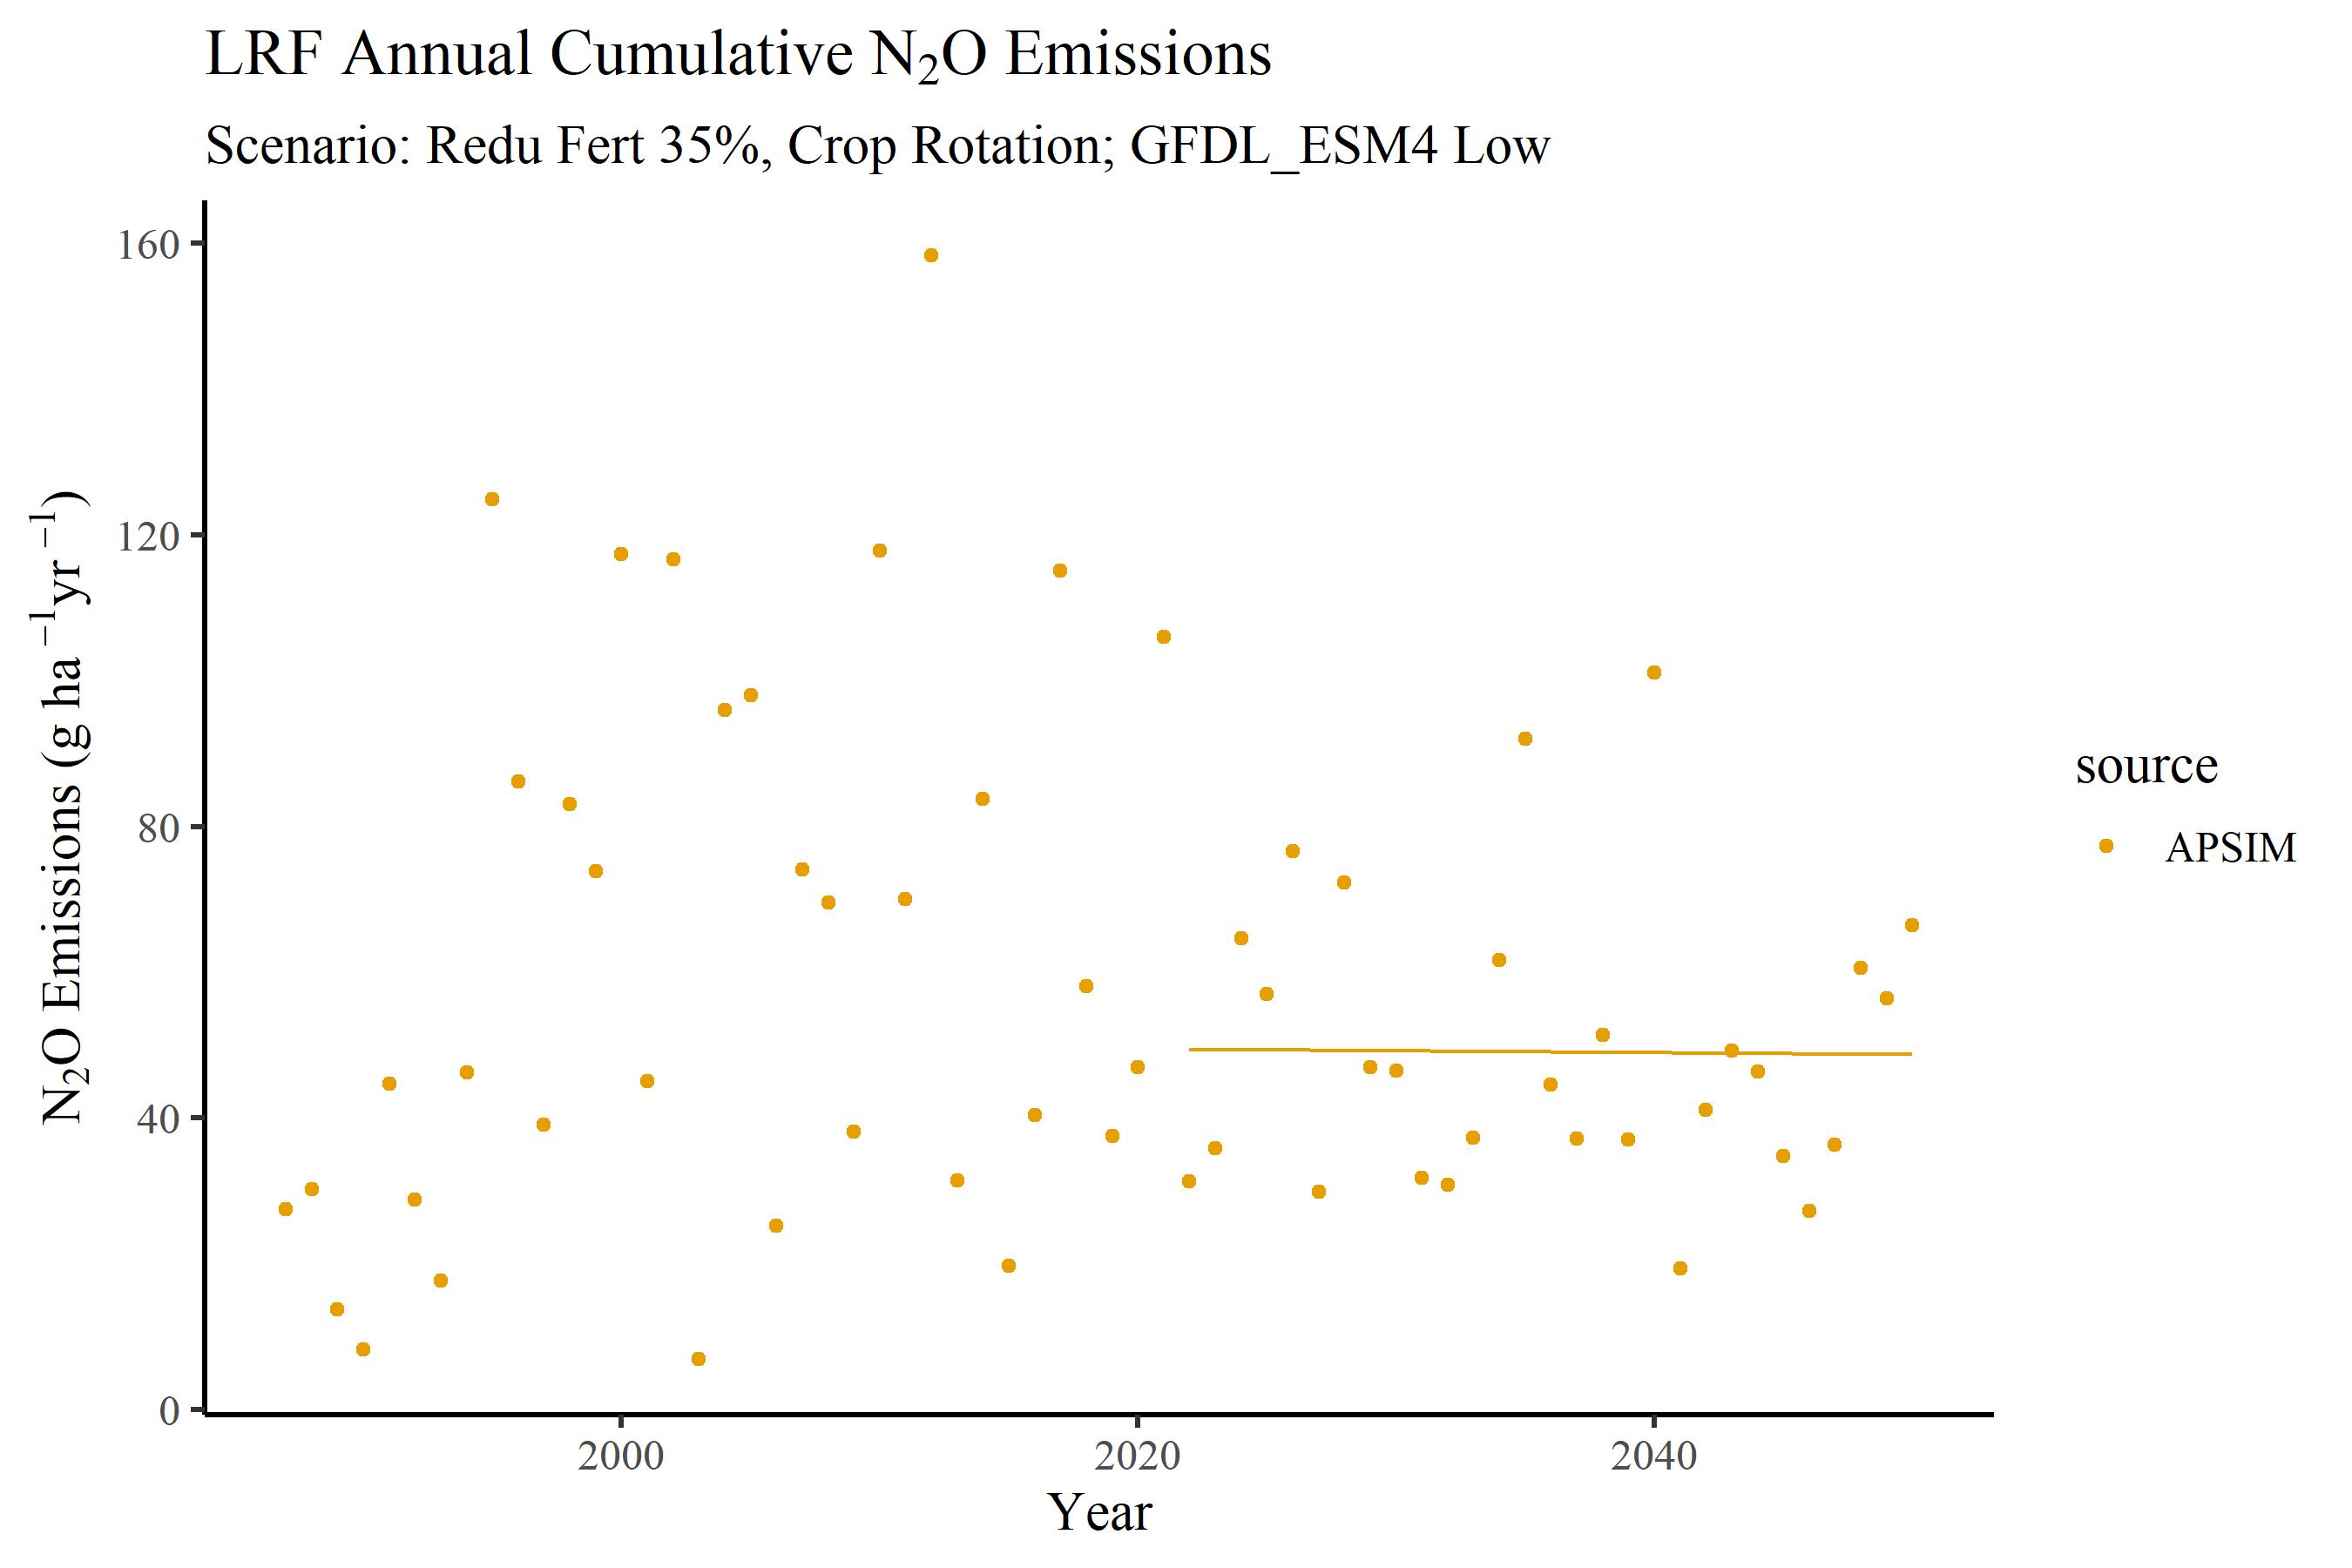 LRF Annual Cumulative N₂O Emissions
Scenario: Redu Fert 35%, Crop Rotation; GFDL_ESM4 Low
N₂O Emissions (g ha ⁻¹yr ⁻¹)
160
120
80
40
0
2000 2020 2040
Year
source
APSIM